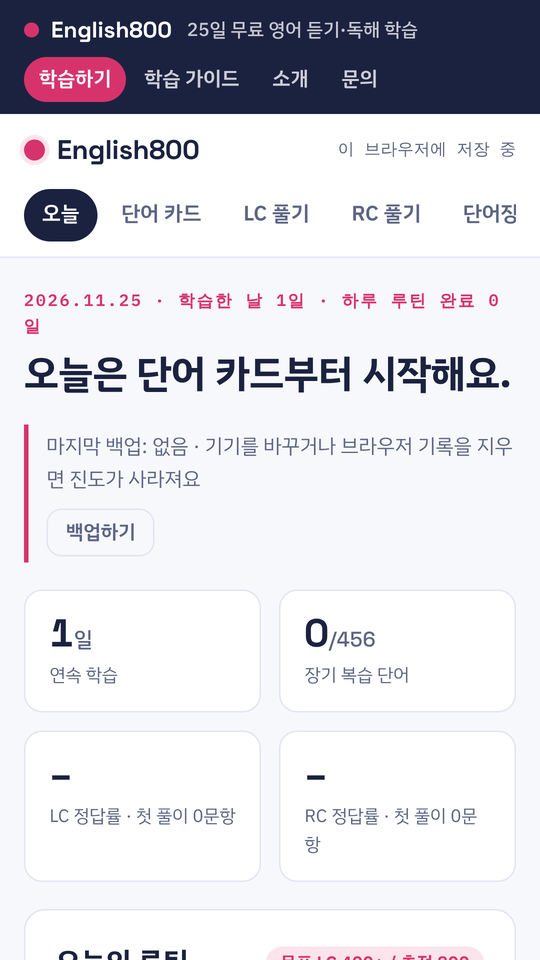 English800 25일 무료 영어 듣기·독해 학습
학습하기 학습 가이드 소개 문의
English800 이 브라우저에 저장 중
오늘 단어 카드 LC 풀기 RC 풀기 단어장
2026.11.25 · 학습한 날 1일 · 하루 루틴 완료 0
일
오늘은 단어 카드부터 시작해요.
마지막 백업: 없음 · 기기를 바꾸거나 브라우저 기록을 지우
면 진도가 사라져요
백업하기
1일
연속 학습
0/456
장기 복습 단어
–
LC 정답률 · 첫 풀이 0문항
–
RC 정답률 · 첫 풀이 0문
항
오늘의 루틴